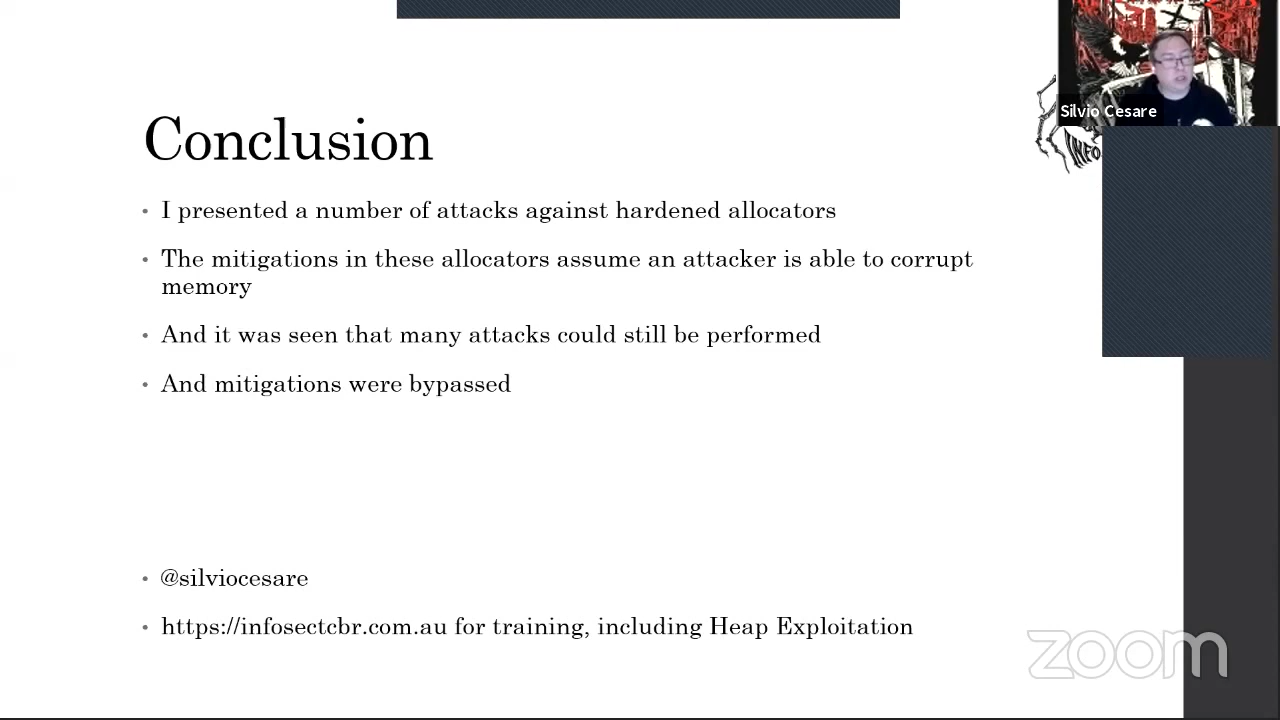 Silvio Cesare
INFO
Conclusion
• I presented a number of attacks against hardened allocators
• The mitigations in these allocators assume an attacker is able to corrupt
memory
• And it was seen that many attacks could still be performed
• And mitigations were bypassed
• @silviocesare
• https://infosectcbr.com.au for training, including Heap Exploitation
zoom